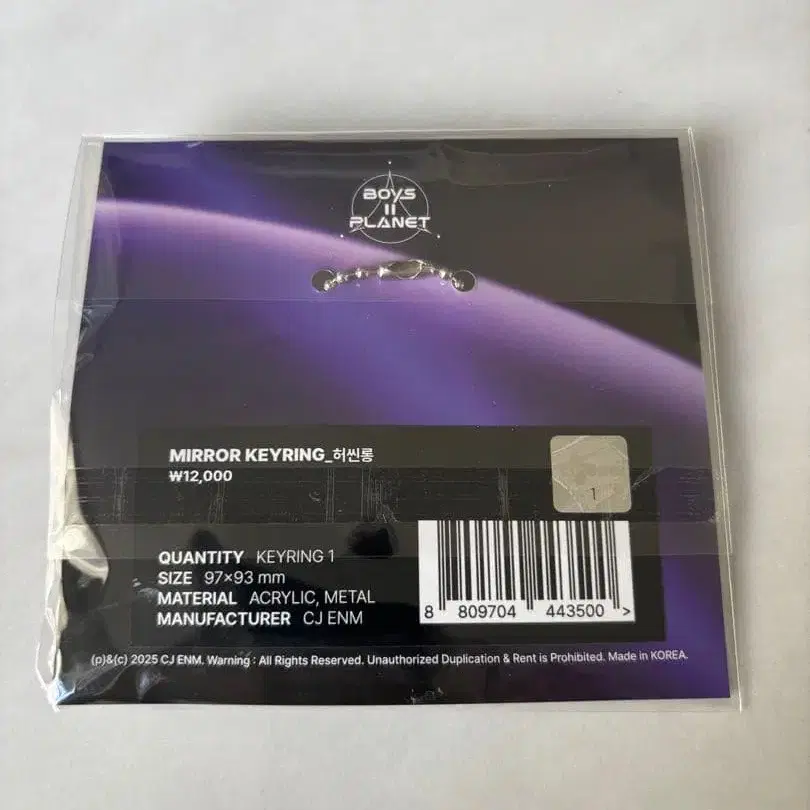 BOYS
II
PLANET
MIRROR KEYRING_허씬롱
₩12,000
1
QUANTITY KEYRING 1
SIZE 97×93 mm
MATERIAL ACRYLIC, METAL
MANUFACTURER CJ ENM
8 809704 443500 >
(p)&(c) 2025 CJ ENM. Warning : All Rights Reserved. Unauthorized Duplication & Rent is Prohibited. Made in KOREA.